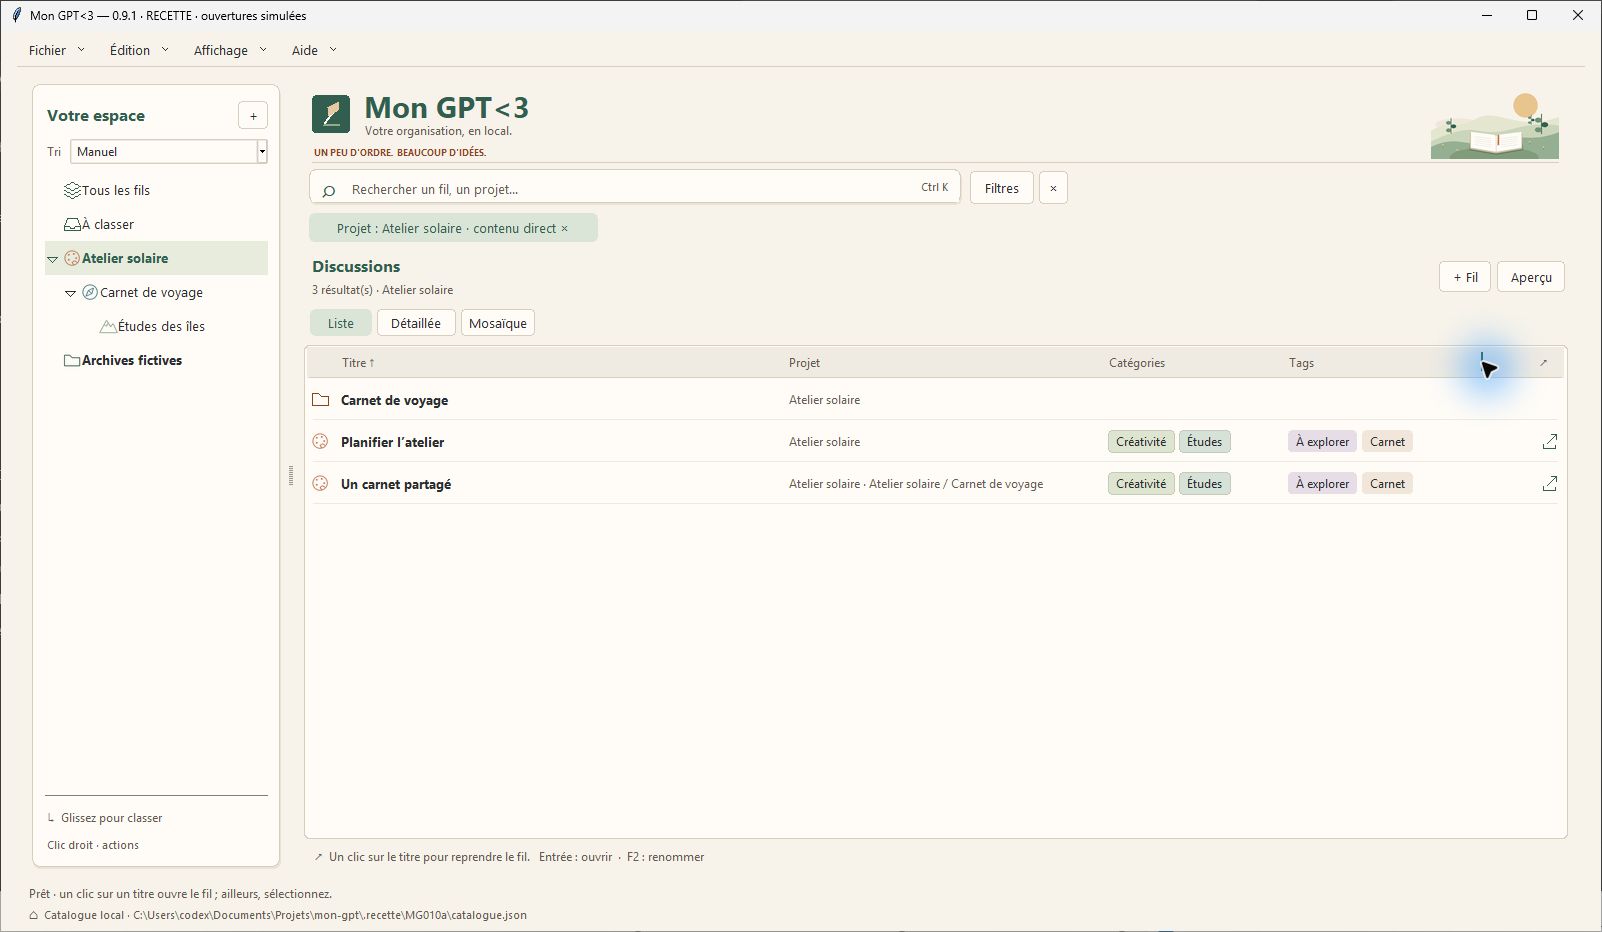 Mon GPT<3 — 0.9.1 · RECETTE · ouvertures simulées
Fichier Édition Affichage Aide
Votre espace +
Tri Manuel
Tous les fils
À classer
Atelier solaire
Carnet de voyage
Études des îles
Archives fictives
↳ Glissez pour classer
Clic droit · actions
Mon GPT<3
Votre organisation, en local.
UN PEU D'ORDRE. BEAUCOUP D'IDÉES.
Rechercher un fil, un projet... Ctrl K Filtres ×
Projet : Atelier solaire · contenu direct ×
Discussions
3 résultat(s) · Atelier solaire
+ Fil Aperçu
Liste Détaillée Mosaïque
Titre ↑ Projet Catégories Tags ↗
Carnet de voyage Atelier solaire
Planifier l’atelier Atelier solaire Créativité Études À explorer Carnet
Un carnet partagé Atelier solaire · Atelier solaire / Carnet de voyage Créativité Études À explorer Carnet
↗ Un clic sur le titre pour reprendre le fil. Entrée : ouvrir · F2 : renommer
Prêt · un clic sur un titre ouvre le fil ; ailleurs, sélectionnez.
⌂ Catalogue local · C:\Users\codex\Documents\Projets\mon-gpt\.recette\MG010a\catalogue.json